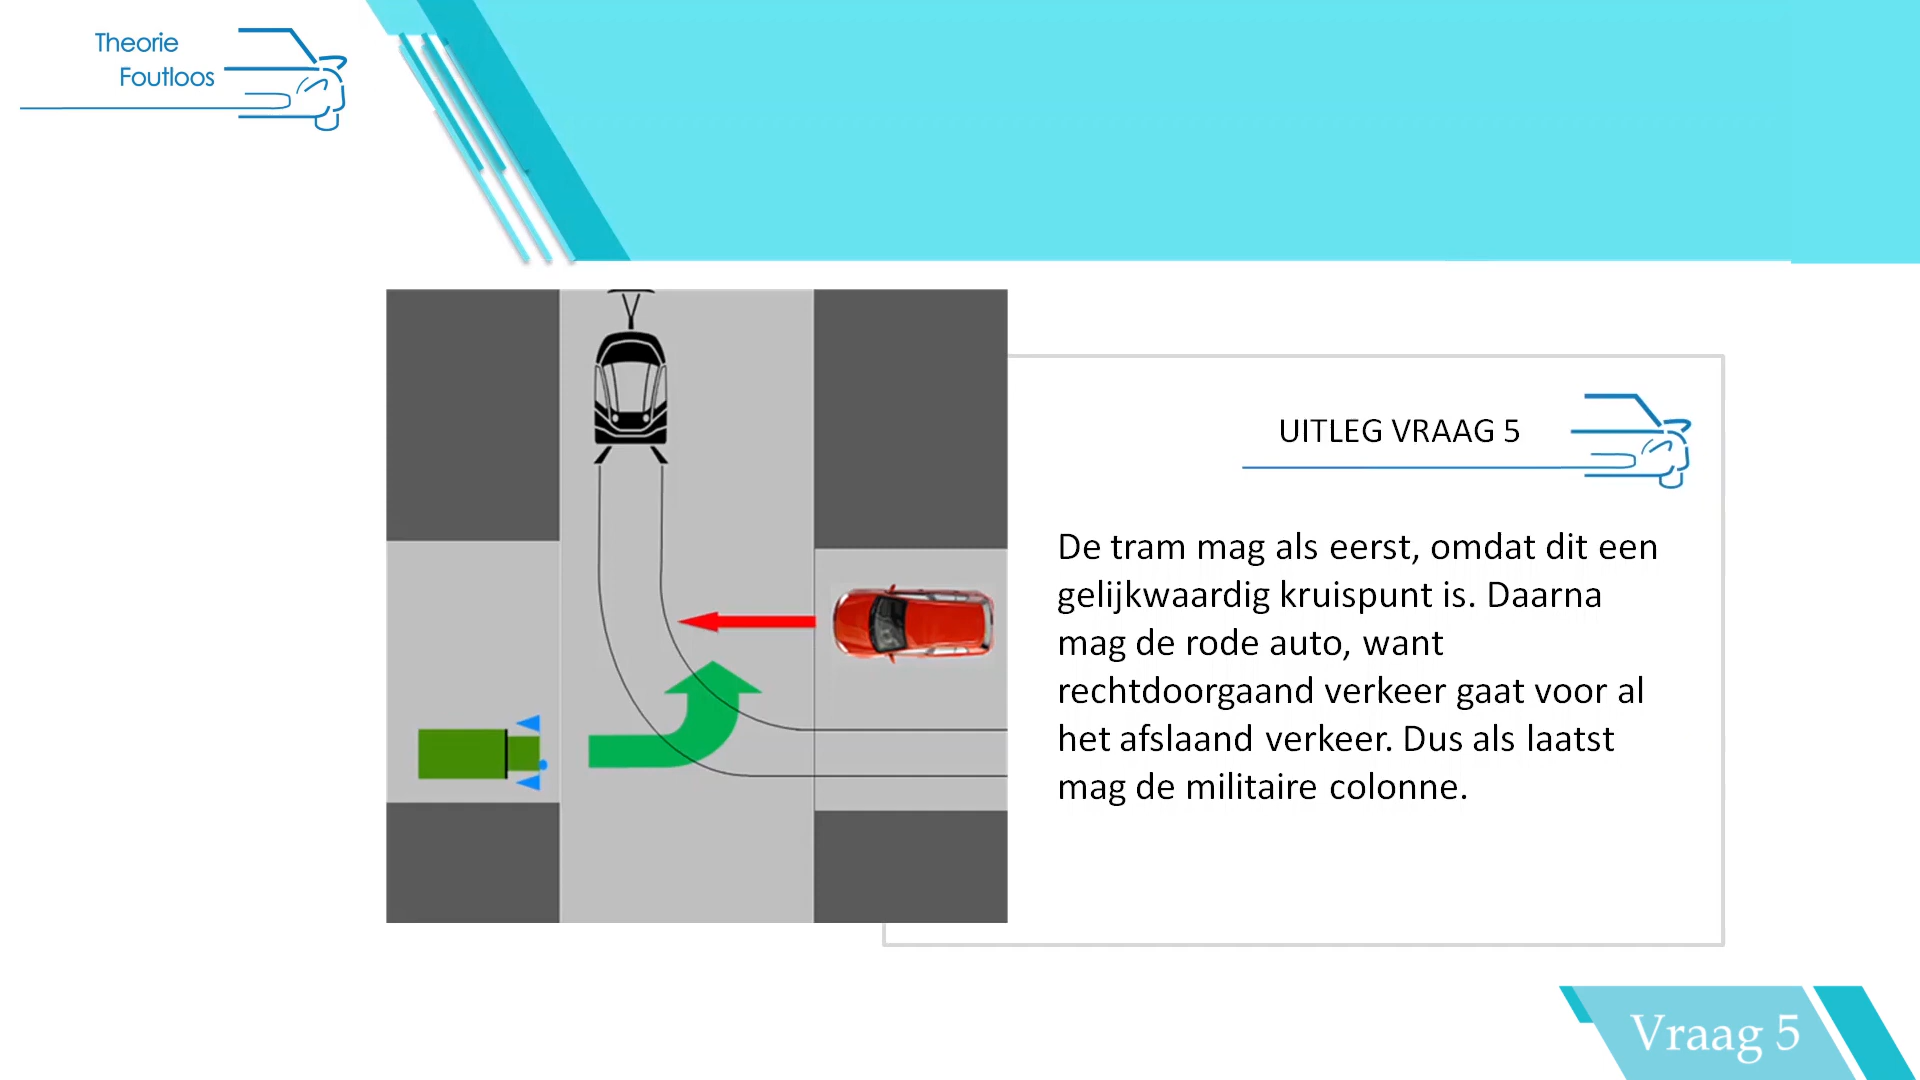 Theorie
Foutloos
UITLEG VRAAG 5
De tram mag als eerst, omdat dit een
gelijkwaardig kruispunt is. Daarna
mag de rode auto, want
rechtdoorgaand verkeer gaat voor al
het afslaand verkeer. Dus als laatst
mag de militaire colonne.
Vraag 5